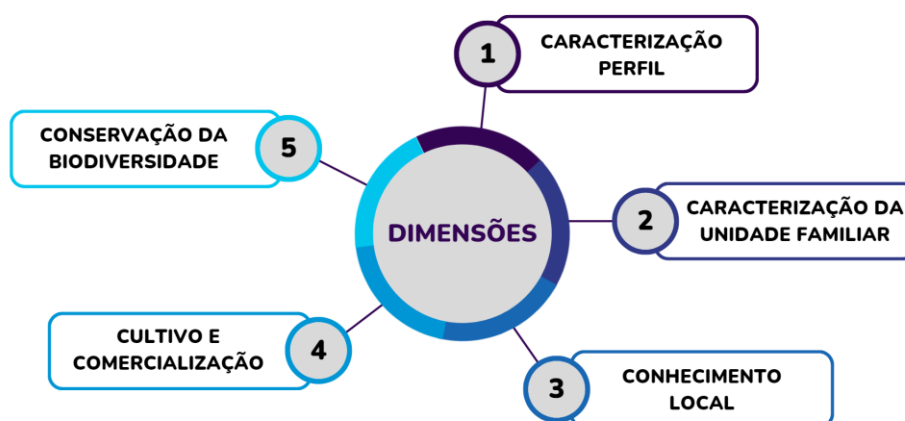 DIMENSÕES
1
CARACTERIZAÇÃO
PERFIL
2
CARACTERIZAÇÃO DA
UNIDADE FAMILIAR
3
CONHECIMENTO
LOCAL
4
CULTIVO E
COMERCIALIZAÇÃO
5
CONSERVAÇÃO DA
BIODIVERSIDADE